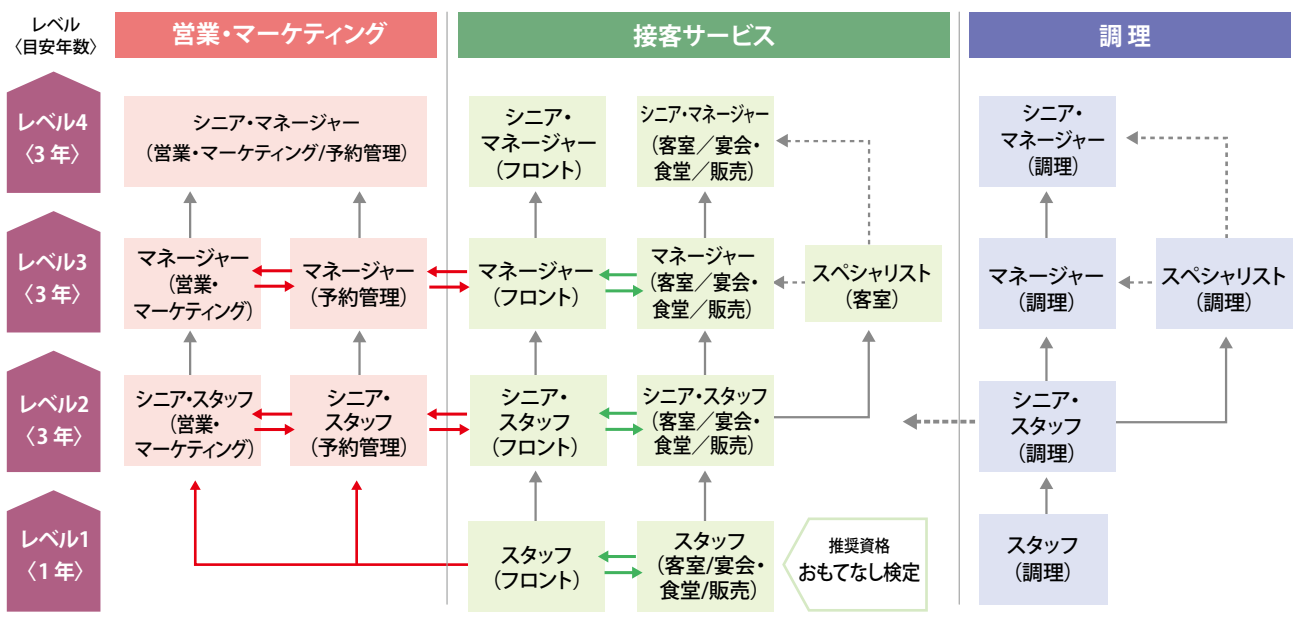 レベル
〈目安年数〉
営業・マーケティング
接客サービス
調 理
レベル4
〈3 年〉
シニア・マネージャー
(営業・マーケティング/予約管理)
シニア・
マネージャー
(フロント)
シニア・マネージャー
(客室／宴会・
食堂／販売)
シニア・
マネージャー
(調理)
レベル3
〈3 年〉
マネージャー
(営業・
マーケティング)
マネージャー
(予約管理)
マネージャー
(フロント)
マネージャー
(客室／宴会・
食堂／販売)
スペシャリスト
(客室)
マネージャー
(調理)
スペシャリスト
(調理)
レベル2
〈3 年〉
シニア・スタッフ
(営業・
マーケティング)
シニア・
スタッフ
(予約管理)
シニア・
スタッフ
(フロント)
シニア・スタッフ
(客室／宴会・
食堂／販売)
シニア・
スタッフ
(調理)
レベル1
〈1 年〉
スタッフ
(フロント)
スタッフ
(客室/宴会・
食堂/販売)
推奨資格
おもてなし検定
スタッフ
(調理)